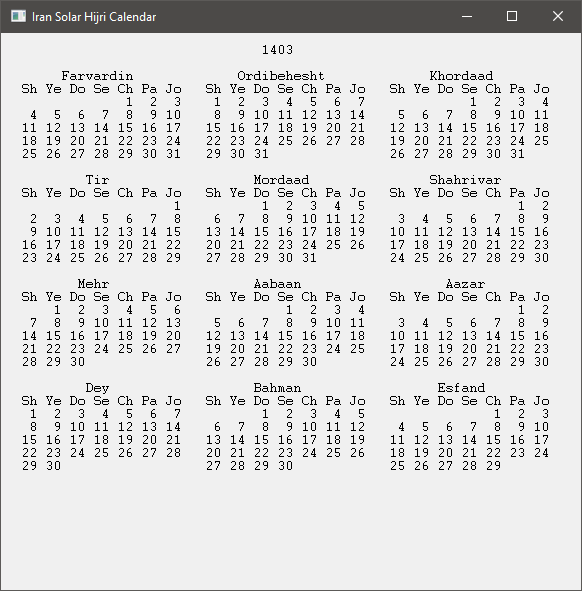 Iran Solar Hijri Calendar
1403
Farvardin Ordibehesht Khordaad
Sh Ye Do Se Ch Pa Jo Sh Ye Do Se Ch Pa Jo Sh Ye Do Se Ch Pa Jo
1 2 3 1 2 3 4 5 6 7 1 2 3 4
4 5 6 7 8 9 10 8 9 10 11 12 13 14 5 6 7 8 9 10 11
11 12 13 14 15 16 17 15 16 17 18 19 20 21 12 13 14 15 16 17 18
18 19 20 21 22 23 24 22 23 24 25 26 27 28 19 20 21 22 23 24 25
25 26 27 28 29 30 31 29 30 31 26 27 28 29 30 31
Tir Mordaad Shahrivar
Sh Ye Do Se Ch Pa Jo Sh Ye Do Se Ch Pa Jo Sh Ye Do Se Ch Pa Jo
1 1 2 3 4 5 1 2
2 3 4 5 6 7 8 6 7 8 9 10 11 12 3 4 5 6 7 8 9
9 10 11 12 13 14 15 13 14 15 16 17 18 19 10 11 12 13 14 15 16
16 17 18 19 20 21 22 20 21 22 23 24 25 26 17 18 19 20 21 22 23
23 24 25 26 27 28 29 27 28 29 30 31 24 25 26 27 28 29 30
Mehr Aabaan Aazar
Sh Ye Do Se Ch Pa Jo Sh Ye Do Se Ch Pa Jo Sh Ye Do Se Ch Pa Jo
1 2 3 4 5 6 1 2 3 4 1 2
7 8 9 10 11 12 13 5 6 7 8 9 10 11 3 4 5 6 7 8 9
14 15 16 17 18 19 20 12 13 14 15 16 17 18 10 11 12 13 14 15 16
21 22 23 24 25 26 27 19 20 21 22 23 24 25 17 18 19 20 21 22 23
28 29 30 26 27 28 29 30 24 25 26 27 28 29 30
Dey Bahman Esfand
Sh Ye Do Se Ch Pa Jo Sh Ye Do Se Ch Pa Jo Sh Ye Do Se Ch Pa Jo
1 2 3 4 5 6 7 1 2 3 4 5 1 2 3
8 9 10 11 12 13 14 6 7 8 9 10 11 12 4 5 6 7 8 9 10
15 16 17 18 19 20 21 13 14 15 16 17 18 19 11 12 13 14 15 16 17
22 23 24 25 26 27 28 20 21 22 23 24 25 26 18 19 20 21 22 23 24
29 30 27 28 29 30 25 26 27 28 29